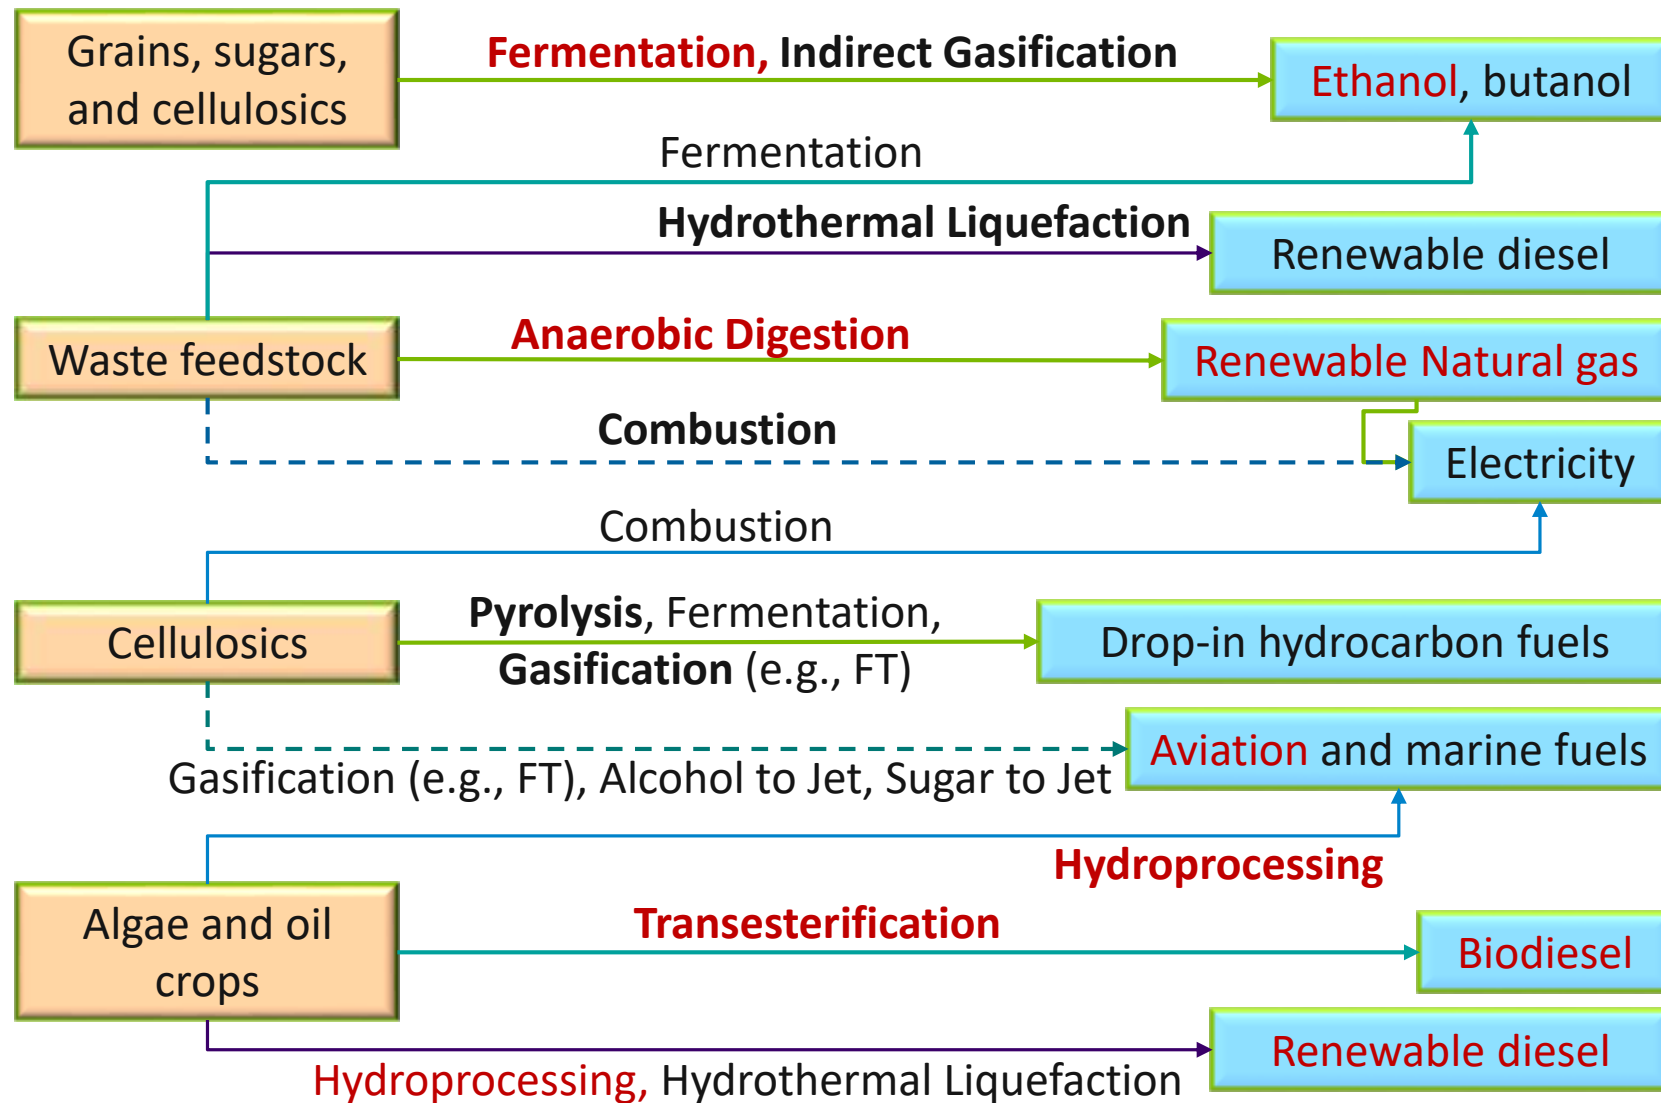 Grains, sugars,
and cellulosics
Fermentation, Indirect Gasification
Ethanol, butanol
Fermentation
Hydrothermal Liquefaction
Renewable diesel
Waste feedstock
Anaerobic Digestion
Renewable Natural gas
Combustion
Electricity
Combustion
Cellulosics
Pyrolysis, Fermentation,
Gasification (e.g., FT)
Drop-in hydrocarbon fuels
Aviation and marine fuels
Gasification (e.g., FT), Alcohol to Jet, Sugar to Jet
Hydroprocessing
Algae and oil
crops
Transesterification
Biodiesel
Renewable diesel
Hydroprocessing, Hydrothermal Liquefaction